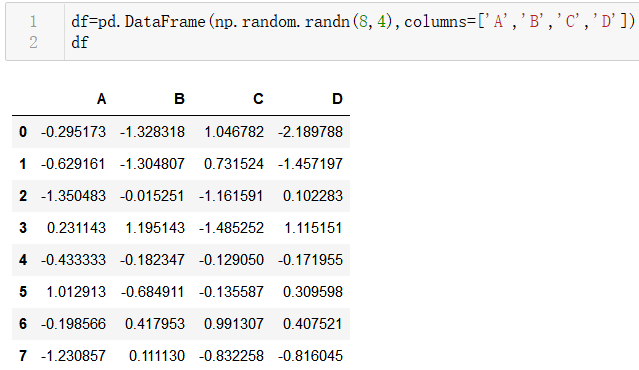 1 df=pd.DataFrame(np.random.randn(8,4),columns=['A','B','C','D'])
2 df
A B C D
0 -0.295173 -1.328318 1.046782 -2.189788
1 -0.629161 -1.304807 0.731524 -1.457197
2 -1.350483 -0.015251 -1.161591 0.102283
3 0.231143 1.195143 -1.485252 1.115151
4 -0.433333 -0.182347 -0.129050 -0.171955
5 1.012913 -0.684911 -0.135587 0.309598
6 -0.198566 0.417953 0.991307 0.407521
7 -1.230857 0.111130 -0.832258 -0.816045